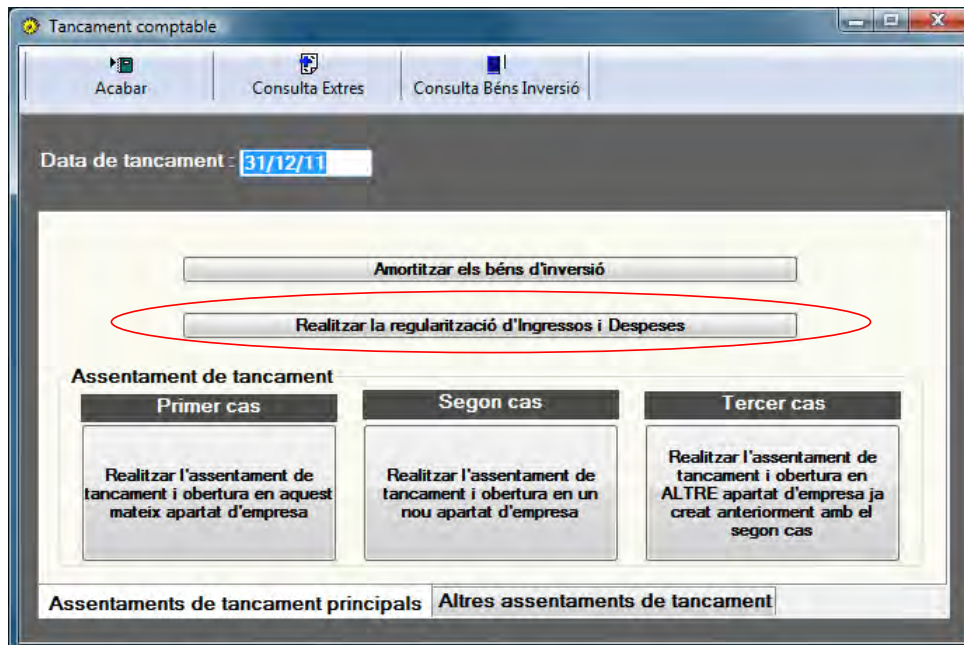 Tancament comptable
Acabar
Consulta Extres
Consulta Béns Inversió
Data de tancament : 31/12/11
Amortitzar els béns d'inversió
Realitzar la regularització d'Ingressos i Despeses
Assentament de tancament
Primer cas
Segon cas
Tercer cas
Realitzar l'assentament de
tancament i obertura en aquest
mateix apartat d'empresa
Realitzar l'assentament de
tancament i obertura en un
nou apartat d'empresa
Realitzar l'assentament de
tancament i obertura en
ALTRE apartat d'empresa ja
creat anteriorment amb el
segon cas
Assentaments de tancament principals
Altres assentaments de tancament